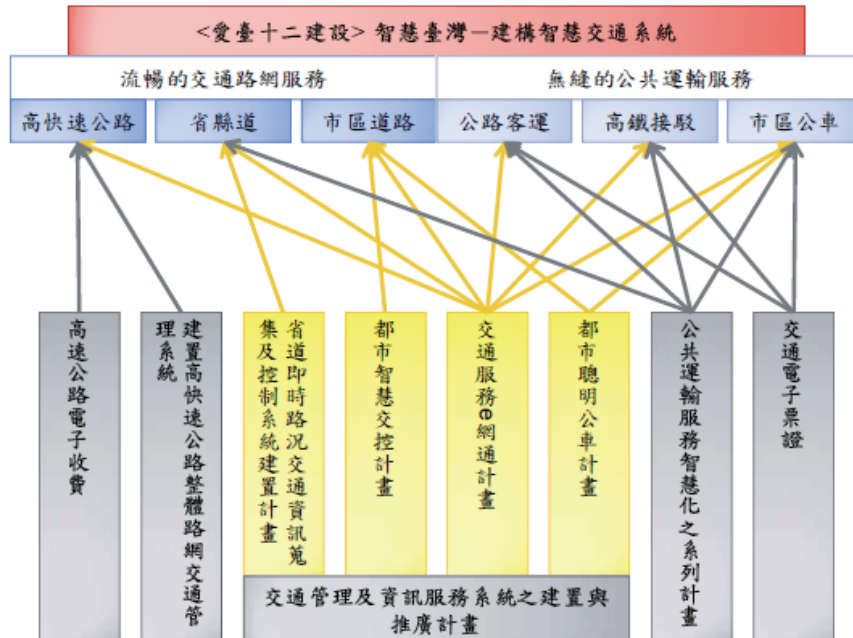 <愛臺十二建設> 智慧臺灣－建構智慧交通系統
流暢的交通路網服務
無縫的公共運輸服務
高快速公路
省縣道
市區道路
公路客運
高鐵接駁
市區公車
高速公路電子收費
建置高快速公路整體路網交通管
理系統
省道即時路況交通資訊蒐
集及控制系統建置計畫
都市智慧交控計畫
交通服務e網通計畫
都市聰明公車計畫
公共運輸服務智慧化之系列計畫
交通電子票證
交通管理及資訊服務系統之建置與
推廣計畫